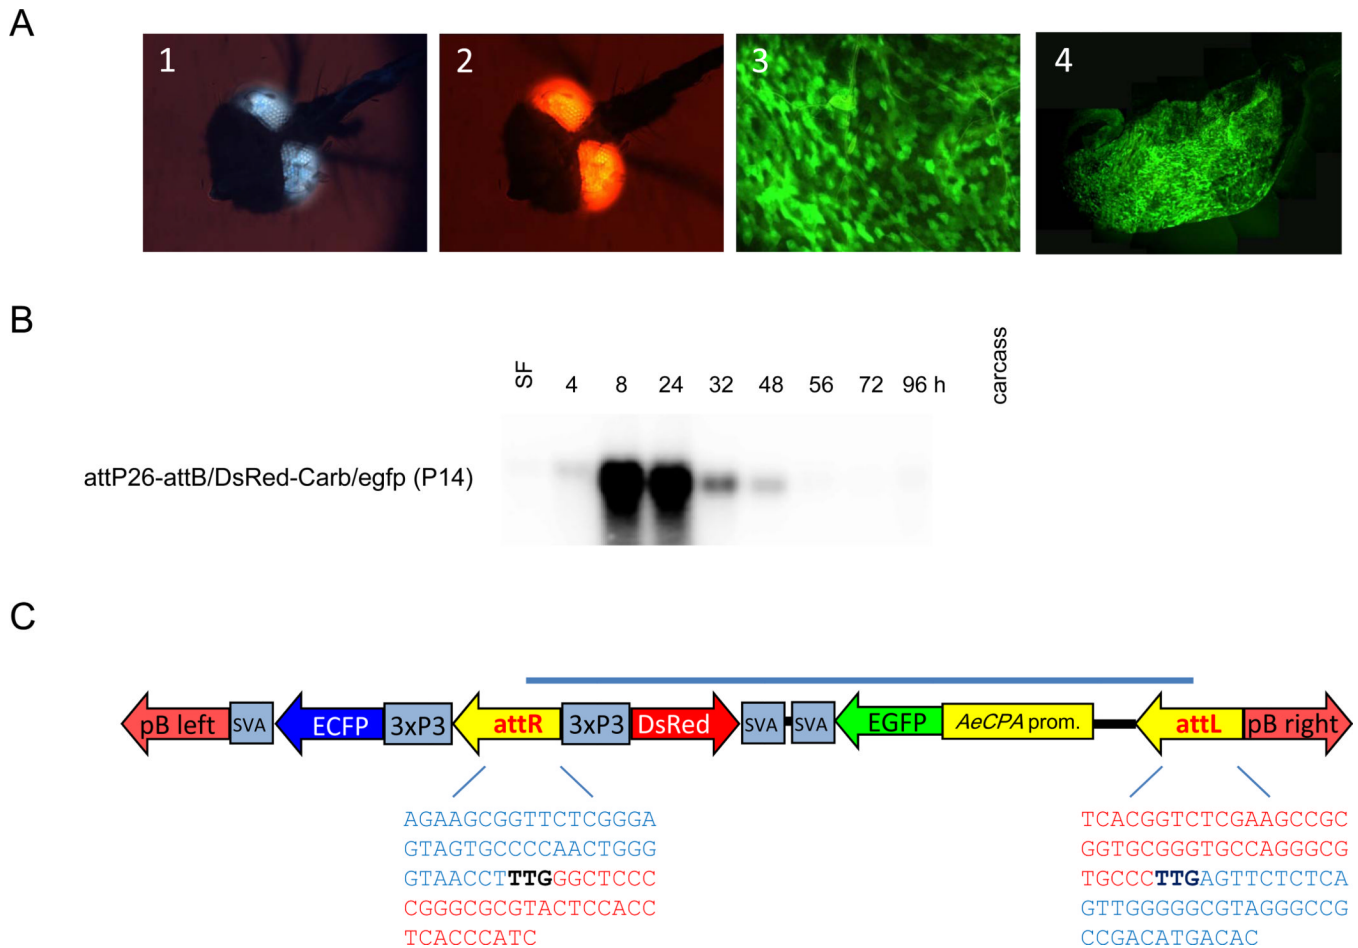 A
1 2 3 4
B
SF 4 8 24 32 48 56 72 96 h carcass
attP26-attB/DsRed-Carb/egfp (P14)
C
pB left SVA ECFP 3xP3 attR 3xP3 DsRed SVA SVA EGFP AeCPA prom. attL pB right
AGAAGCGGTTCTCGGGA
GTAGTGCCCCAACTGGG
GTAACCTTTGGGCTCCC
CGGGCGCGTACTCCACC
TCACCCATC
TCACGGTCTCGAAGCCGC
GGTGCGGGTGCCAGGGCG
TGCCCTTGAGTTCTCTCA
GTTGGGGGCGTAGGGCCG
CCGACATGACAC